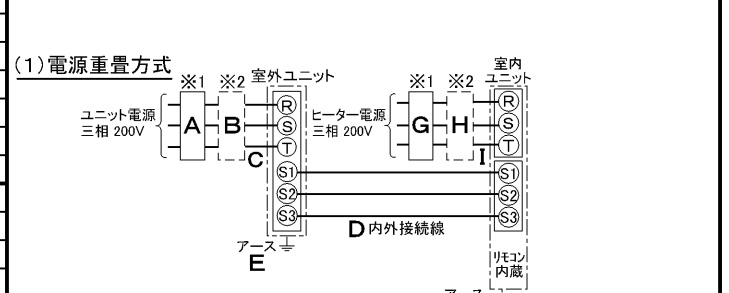 (1)電源重畳方式
※1 ※2 室外ユニット
ユニット電源
三相 200V
A B C
R
S
T
S1
S2
S3
アース
E
※1 ※2 室内
ユニット
ヒーター電源
三相 200V
G H I
R
S
T
S1
S2
S3
D 内外接続線
リモコン
内蔵